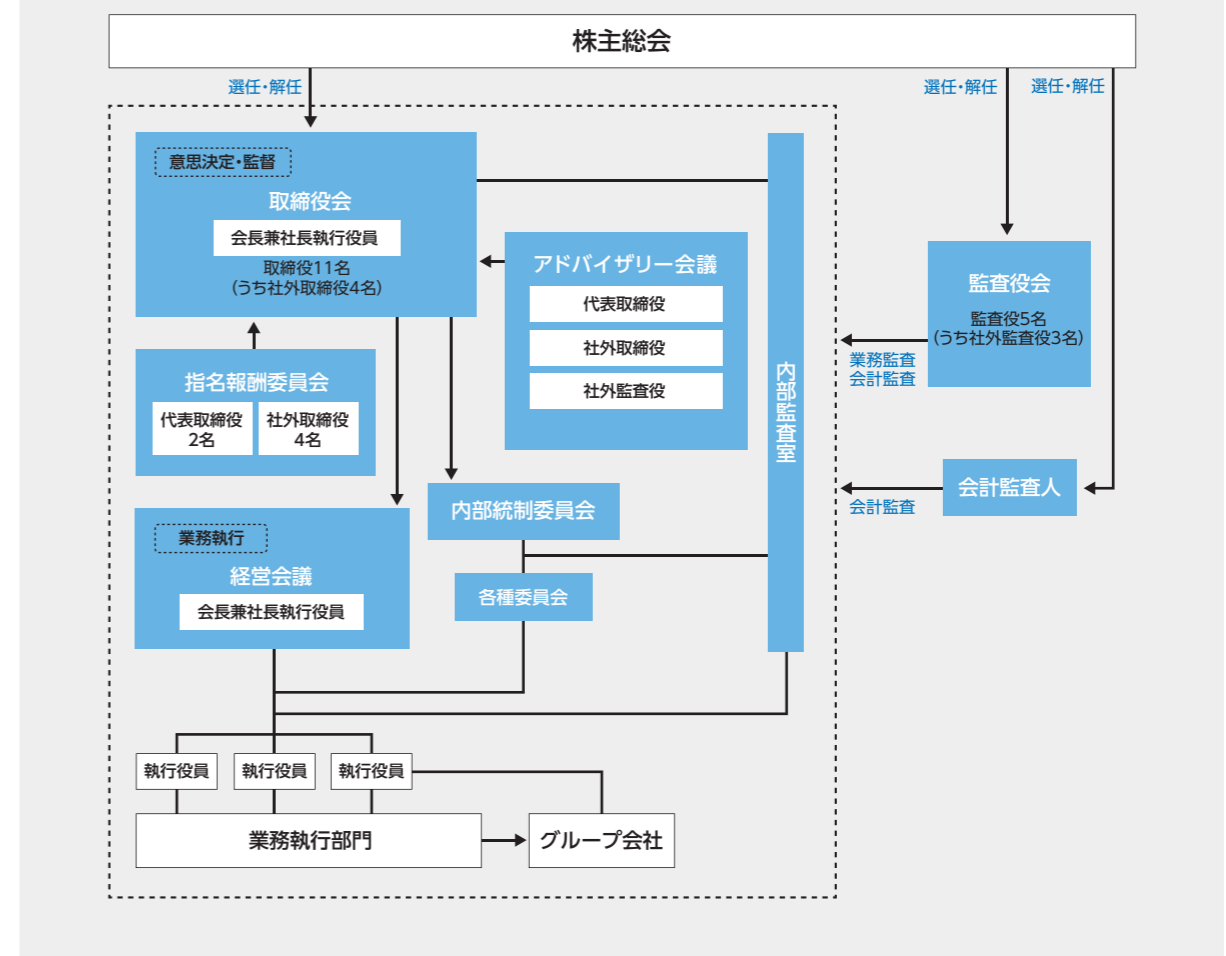 株主総会
選任・解任
選任・解任
選任・解任
意思決定・監督
取締役会
会長兼社長執行役員
取締役11名
(うち社外取締役4名)
アドバイザリー会議
代表取締役
社外取締役
社外監査役
内部監査室
監査役会
監査役5名
(うち社外監査役3名)
業務監査
会計監査
指名報酬委員会
代表取締役
2名
社外取締役
4名
会計監査人
会計監査
内部統制委員会
業務執行
経営会議
会長兼社長執行役員
各種委員会
執行役員
執行役員
執行役員
業務執行部門
グループ会社